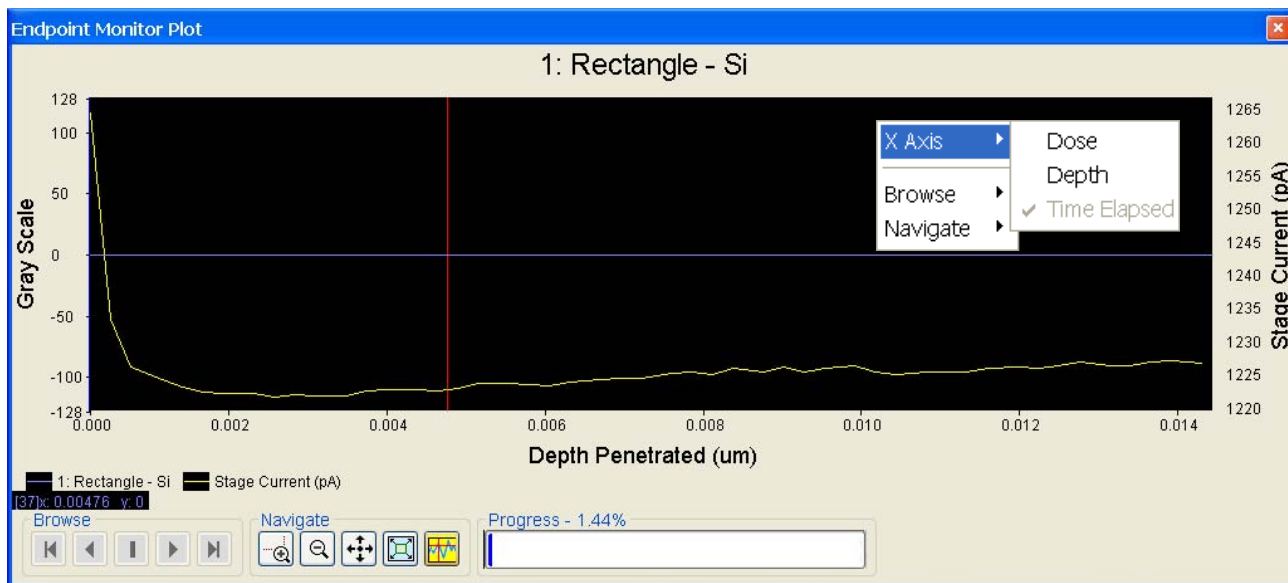 Endpoint Monitor Plot
1: Rectangle - Si
128
100
50
0
-50
-100
-128
Gray Scale
1265
1260
1255
1250
1245
1240
1235
1230
1225
1220
Stage Current (pA)
X Axis
Browse
Navigate
Dose
Depth
Time Elapsed
0.000 0.002 0.004 0.006 0.008 0.010 0.012 0.014
Depth Penetrated (um)
1: Rectangle - Si Stage Current (pA)
[37]x: 0.00476 y: 0
Browse Navigate Progress - 1.44%